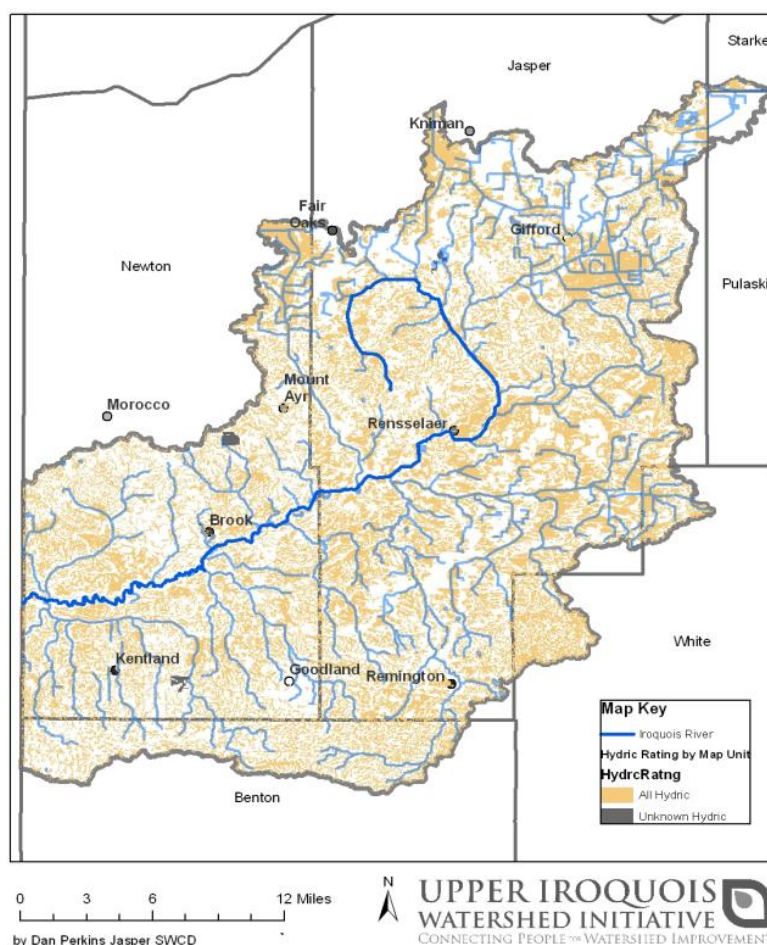 Starke
Jasper
Kniman
Fair
Oaks
Gifford
Newton
Pulaski
Mount
Ayr
Morocco
Rensselaer
Brook
White
Kentland
Goodland
Remington
Map Key
Iroquois River
Hydric Rating by Map Unit
HydrcRatng
All Hydric
Unknown Hydric
Benton
0 3 6 12 Miles
N
by Dan Perkins Jasper SWCD
UPPER IROQUOIS
WATERSHED INITIATIVE
CONNECTING PEOPLE FOR WATERSHED IMPROVEMENT